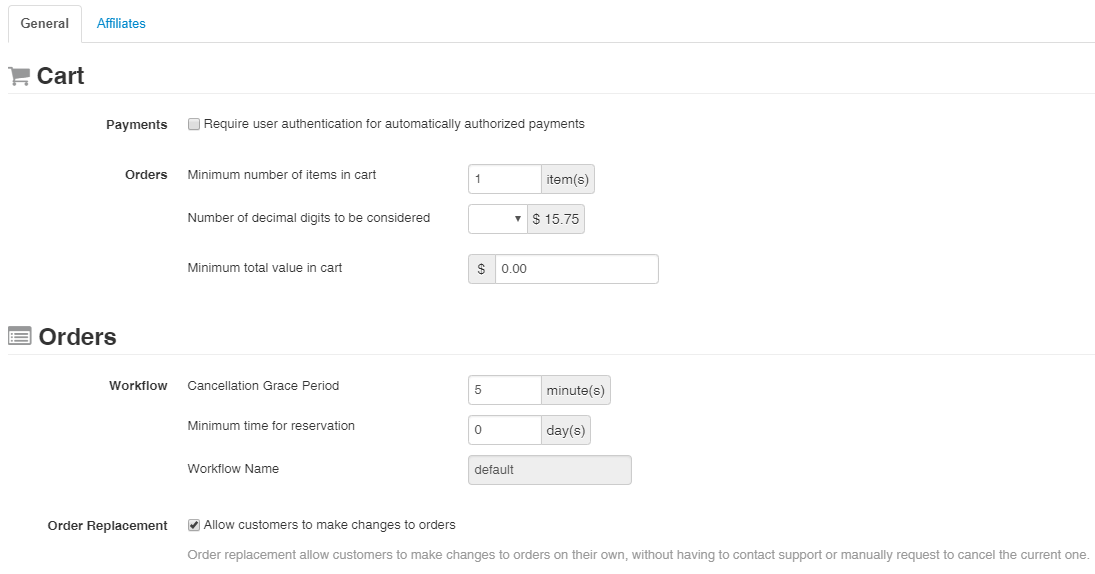 General Affiliates
Cart
Payments Require user authentication for automatically authorized payments
Orders Minimum number of items in cart 1 item(s)
Number of decimal digits to be considered $ 15.75
Minimum total value in cart $ 0.00
Orders
Workflow Cancellation Grace Period 5 minute(s)
Minimum time for reservation 0 day(s)
Workflow Name default
Order Replacement Allow customers to make changes to orders
Order replacement allow customers to make changes to orders on their own, without having to contact support or manually request to cancel the current one.